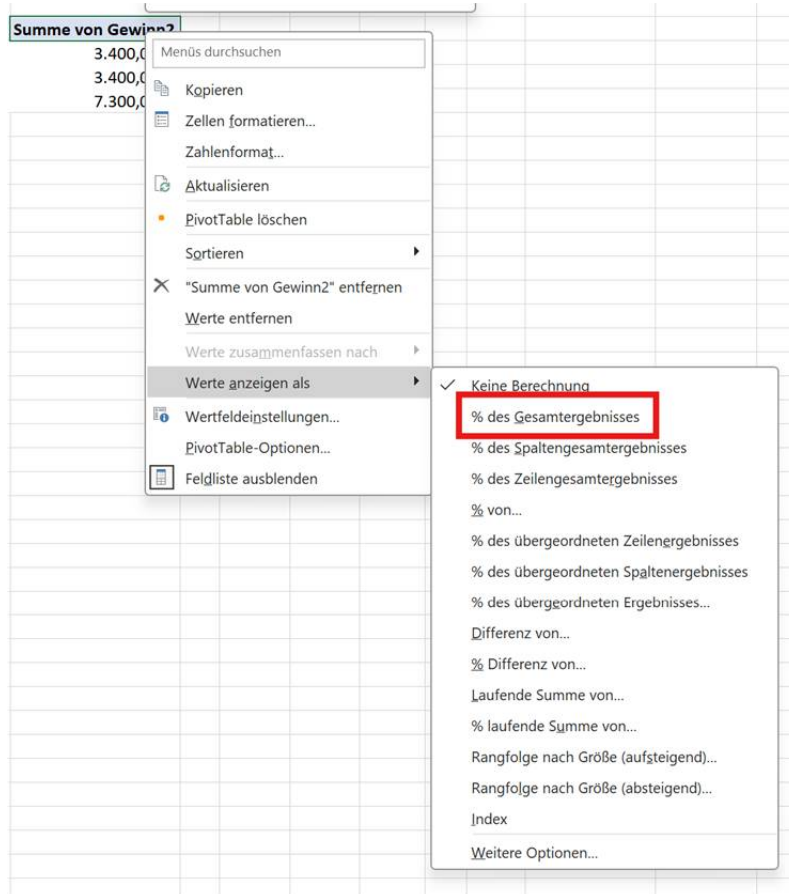 Summe von Gewinn2
3.400,0
3.400,0
7.300,0
Menüs durchsuchen
Kopieren
Zellen formatieren...
Zahlenformat...
Aktualisieren
PivotTable löschen
Sortieren
"Summe von Gewinn2" entfernen
Werte entfernen
Werte zusammenfassen nach
Werte anzeigen als
Wertfeldeinstellungen...
PivotTable-Optionen...
Feldliste ausblenden
Keine Berechnung
% des Gesamtergebnisses
% des Spaltengesamtergebnisses
% des Zeilengesamtergebnisses
% von...
% des übergeordneten Zeilenergebnisses
% des übergeordneten Spaltenergebnisses
% des übergeordneten Ergebnisses...
Differenz von...
% Differenz von...
Laufende Summe von...
% laufende Summe von...
Rangfolge nach Größe (aufsteigend)...
Rangfolge nach Größe (absteigend)...
Index
Weitere Optionen...